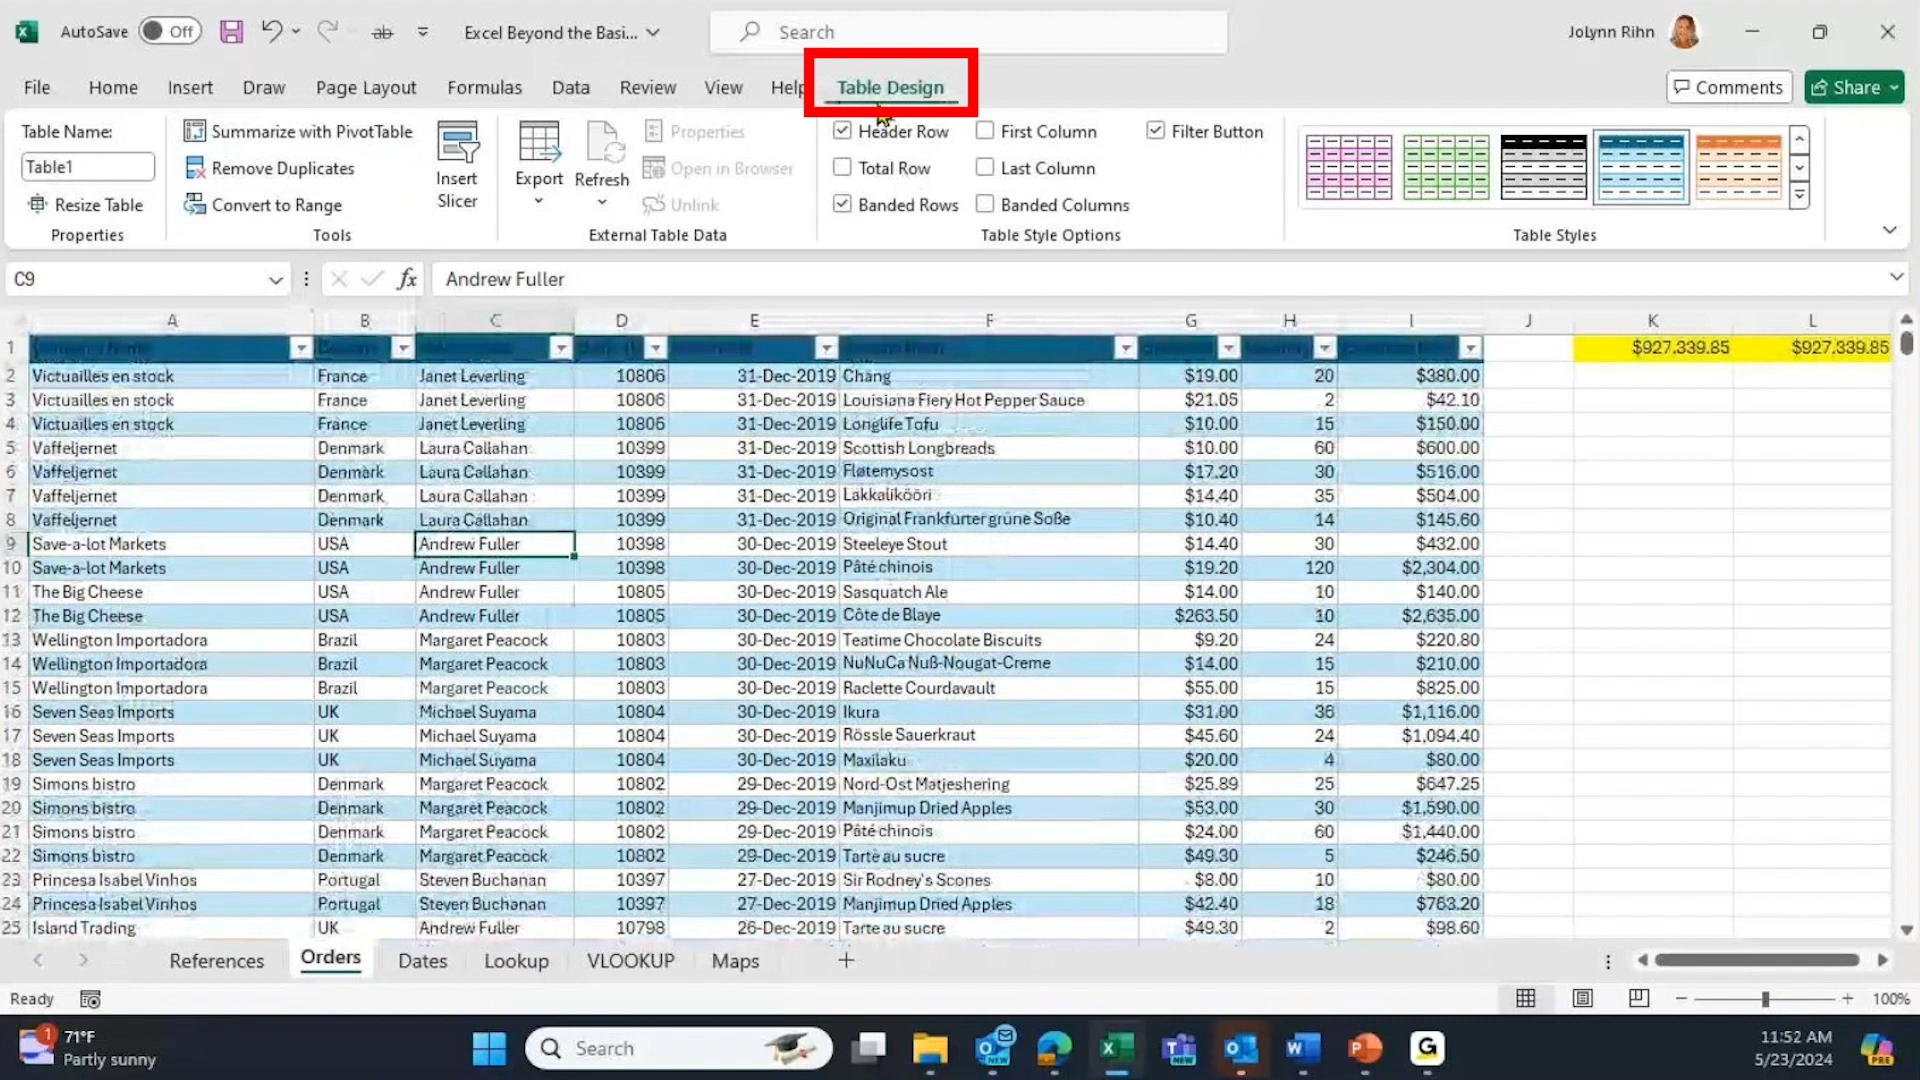 AutoSave Off ab Excel Beyond the Basi... Search JoLynn Rihn
File Home Insert Draw Page Layout Formulas Data Review View Help Table Design Comments Share
Table Name: Summarize with PivotTable Properties Header Row First Column Filter Button
Table1 Remove Duplicates Insert Slicer Export Refresh Open in Browser Total Row Last Column
Resize Table Convert to Range Unlink Banded Rows Banded Columns
Properties Tools External Table Data Table Style Options Table Styles
C9 fx Andrew Fuller
A B C D E F G H I J K L
1 $927,339.85 $927,339.85
2 Victuailles en stock France Janet Leverling 10806 31-Dec-2019 Chang $19.00 20 $380.00
3 Victuailles en stock France Janet Leverling 10806 31-Dec-2019 Louisiana Fiery Hot Pepper Sauce $21.05 2 $42.10
4 Victuailles en stock France Janet Leverling 10806 31-Dec-2019 Longlife Tofu $10.00 15 $150.00
5 Vaffeljernet Denmark Laura Callahan 10399 31-Dec-2019 Scottish Longbreads $10.00 60 $600.00
6 Vaffeljernet Denmark Laura Callahan 10399 31-Dec-2019 Fløtemysost $17.20 30 $516.00
7 Vaffeljernet Denmark Laura Callahan 10399 31-Dec-2019 Lakkalikööri $14.40 35 $504.00
8 Vaffeljernet Denmark Laura Callahan 10399 31-Dec-2019 Original Frankfurter grüne Soße $10.40 14 $145.60
9 Save-a-lot Markets USA Andrew Fuller 10398 30-Dec-2019 Steeleye Stout $14.40 30 $432.00
10 Save-a-lot Markets USA Andrew Fuller 10398 30-Dec-2019 Pâté chinois $19.20 120 $2,304.00
11 The Big Cheese USA Andrew Fuller 10805 30-Dec-2019 Sasquatch Ale $14.00 10 $140.00
12 The Big Cheese USA Andrew Fuller 10805 30-Dec-2019 Côte de Blaye $263.50 10 $2,635.00
13 Wellington Importadora Brazil Margaret Peacock 10803 30-Dec-2019 Teatime Chocolate Biscuits $9.20 24 $220.80
14 Wellington Importadora Brazil Margaret Peacock 10803 30-Dec-2019 NuNuCa Nuß-Nougat-Creme $14.00 15 $210.00
15 Wellington Importadora Brazil Margaret Peacock 10803 30-Dec-2019 Raclette Courdavault $55.00 15 $825.00
16 Seven Seas Imports UK Michael Suyama 10804 30-Dec-2019 Ikura $31.00 36 $1,116.00
17 Seven Seas Imports UK Michael Suyama 10804 30-Dec-2019 Rössle Sauerkraut $45.60 24 $1,094.40
18 Seven Seas Imports UK Michael Suyama 10804 30-Dec-2019 Maxilaku $20.00 4 $80.00
19 Simons bistro Denmark Margaret Peacock 10802 29-Dec-2019 Nord-Ost Matjeshering $25.89 25 $647.25
20 Simons bistro Denmark Margaret Peacock 10802 29-Dec-2019 Manjimup Dried Apples $53.00 30 $1,590.00
21 Simons bistro Denmark Margaret Peacock 10802 29-Dec-2019 Pâté chinois $24.00 60 $1,440.00
22 Simons bistro Denmark Margaret Peacock 10802 29-Dec-2019 Tarte au sucre $49.30 5 $246.50
23 Princesa Isabel Vinhos Portugal Steven Buchanan 10397 27-Dec-2019 Sir Rodney's Scones $8.00 10 $80.00
24 Princesa Isabel Vinhos Portugal Steven Buchanan 10397 27-Dec-2019 Manjimup Dried Apples $42.40 18 $763.20
25 Island Trading UK Andrew Fuller 10798 26-Dec-2019 Tarte au sucre $49.30 2 $98.60
References Orders Dates Lookup VLOOKUP Maps
Ready 100%
1 71°F Search 11:52 AM
Partly sunny 5/23/2024